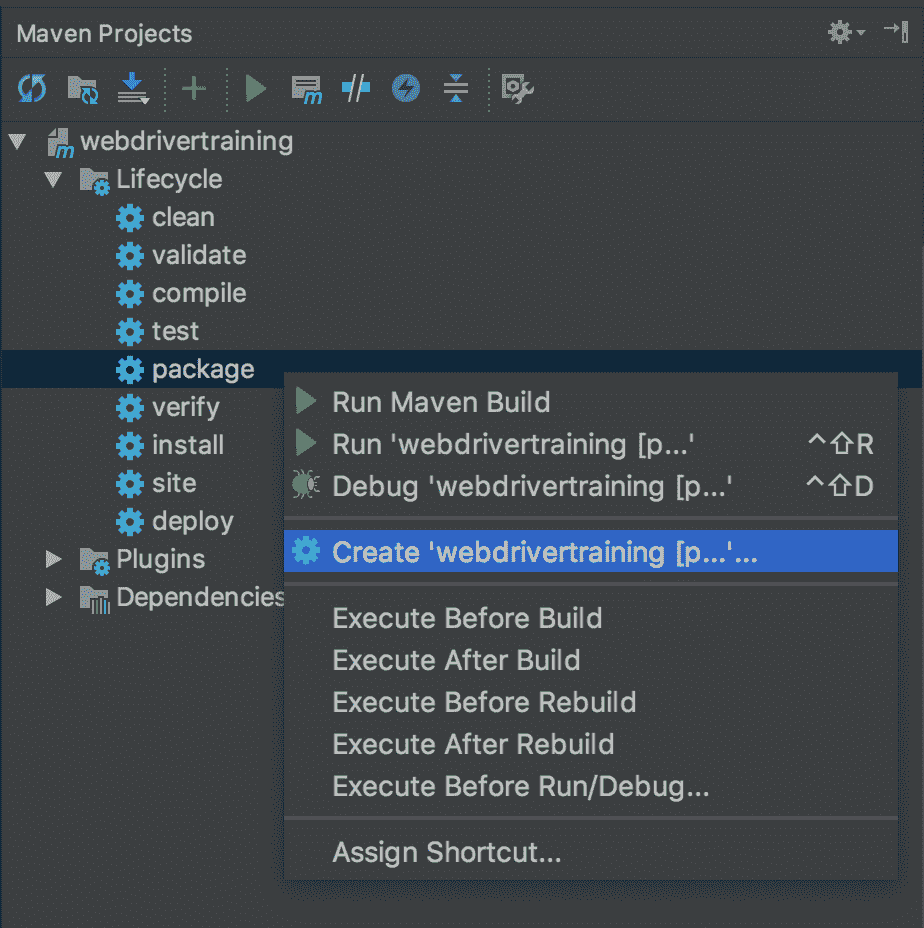 Maven Projects
webdrivertraining
Lifecycle
clean
validate
compile
test
package
verify
install
site
deploy
Plugins
Dependencies
Run Maven Build
Run 'webdrivertraining [p...' ^⇧R
Debug 'webdrivertraining [p...' ^⇧D
Create 'webdrivertraining [p...'...
Execute Before Build
Execute After Build
Execute Before Rebuild
Execute After Rebuild
Execute Before Run/Debug...
Assign Shortcut...